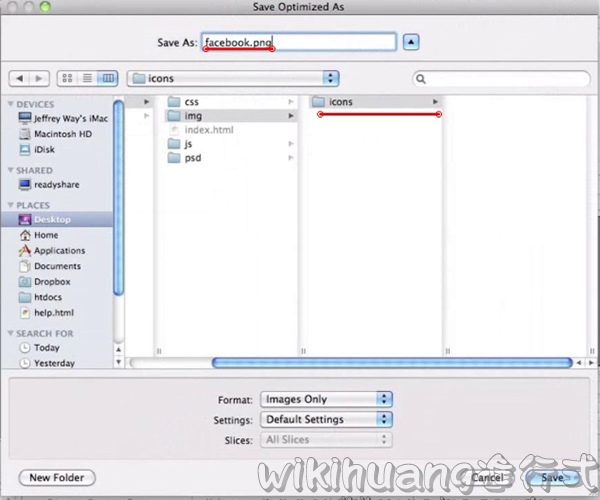 Save Optimized As
Save As: facebook.png
icons
DEVICES
Jeffrey Way's iMac
Macintosh HD
iDisk
SHARED
readyshare
PLACES
Desktop
Home
Applications
Documents
Dropbox
htdocs
help.html
SEARCH FOR
Today
Yesterday
css
img
index.html
js
psd
icons
Format: Images Only
Settings: Default Settings
Slices: All Slices
New Folder
Cancel
Save